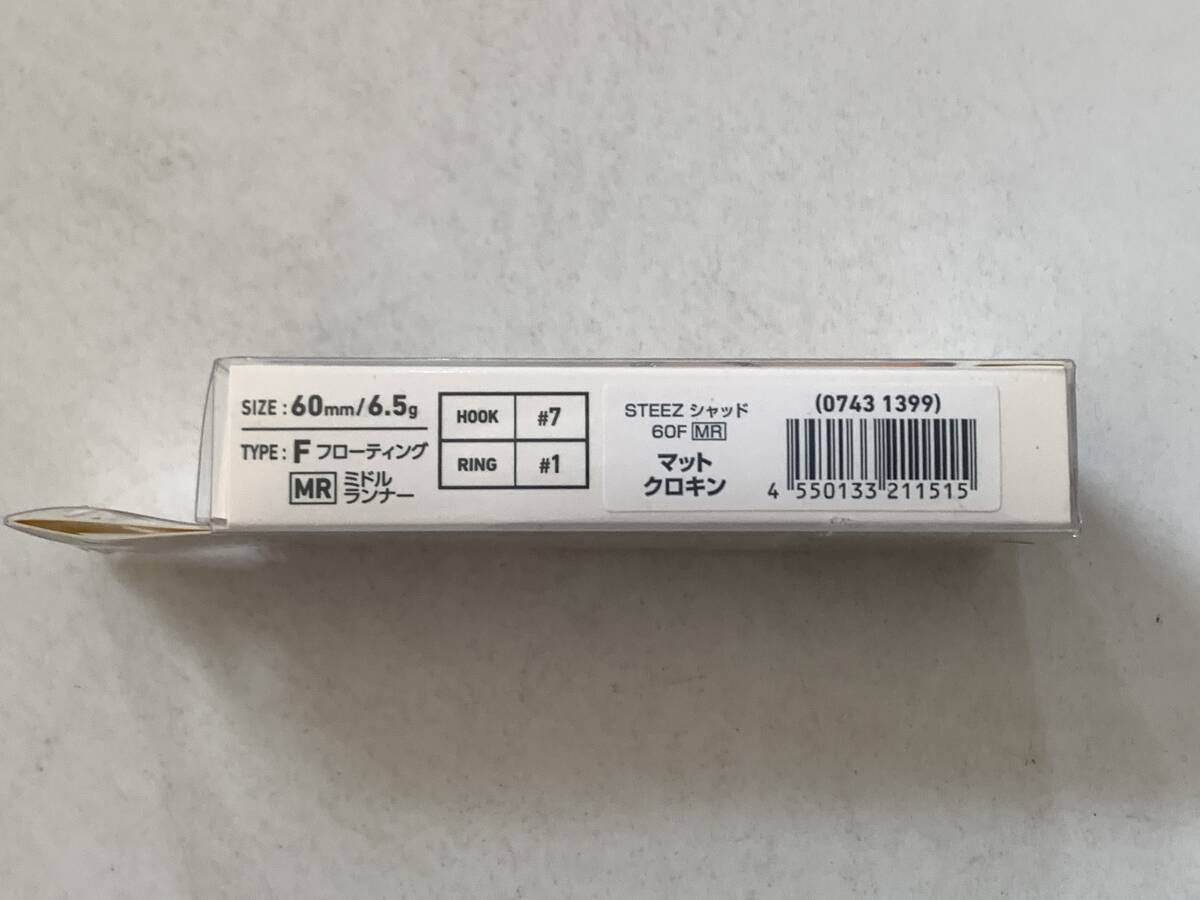 SIZE : 60mm/6.5g
TYPE : F フローティング
MR ミドル
ランナー
HOOK #7
RING #1
STEEZ シャッド
60F MR
マット
クロキン
(0743 1399)
4 550133 211515